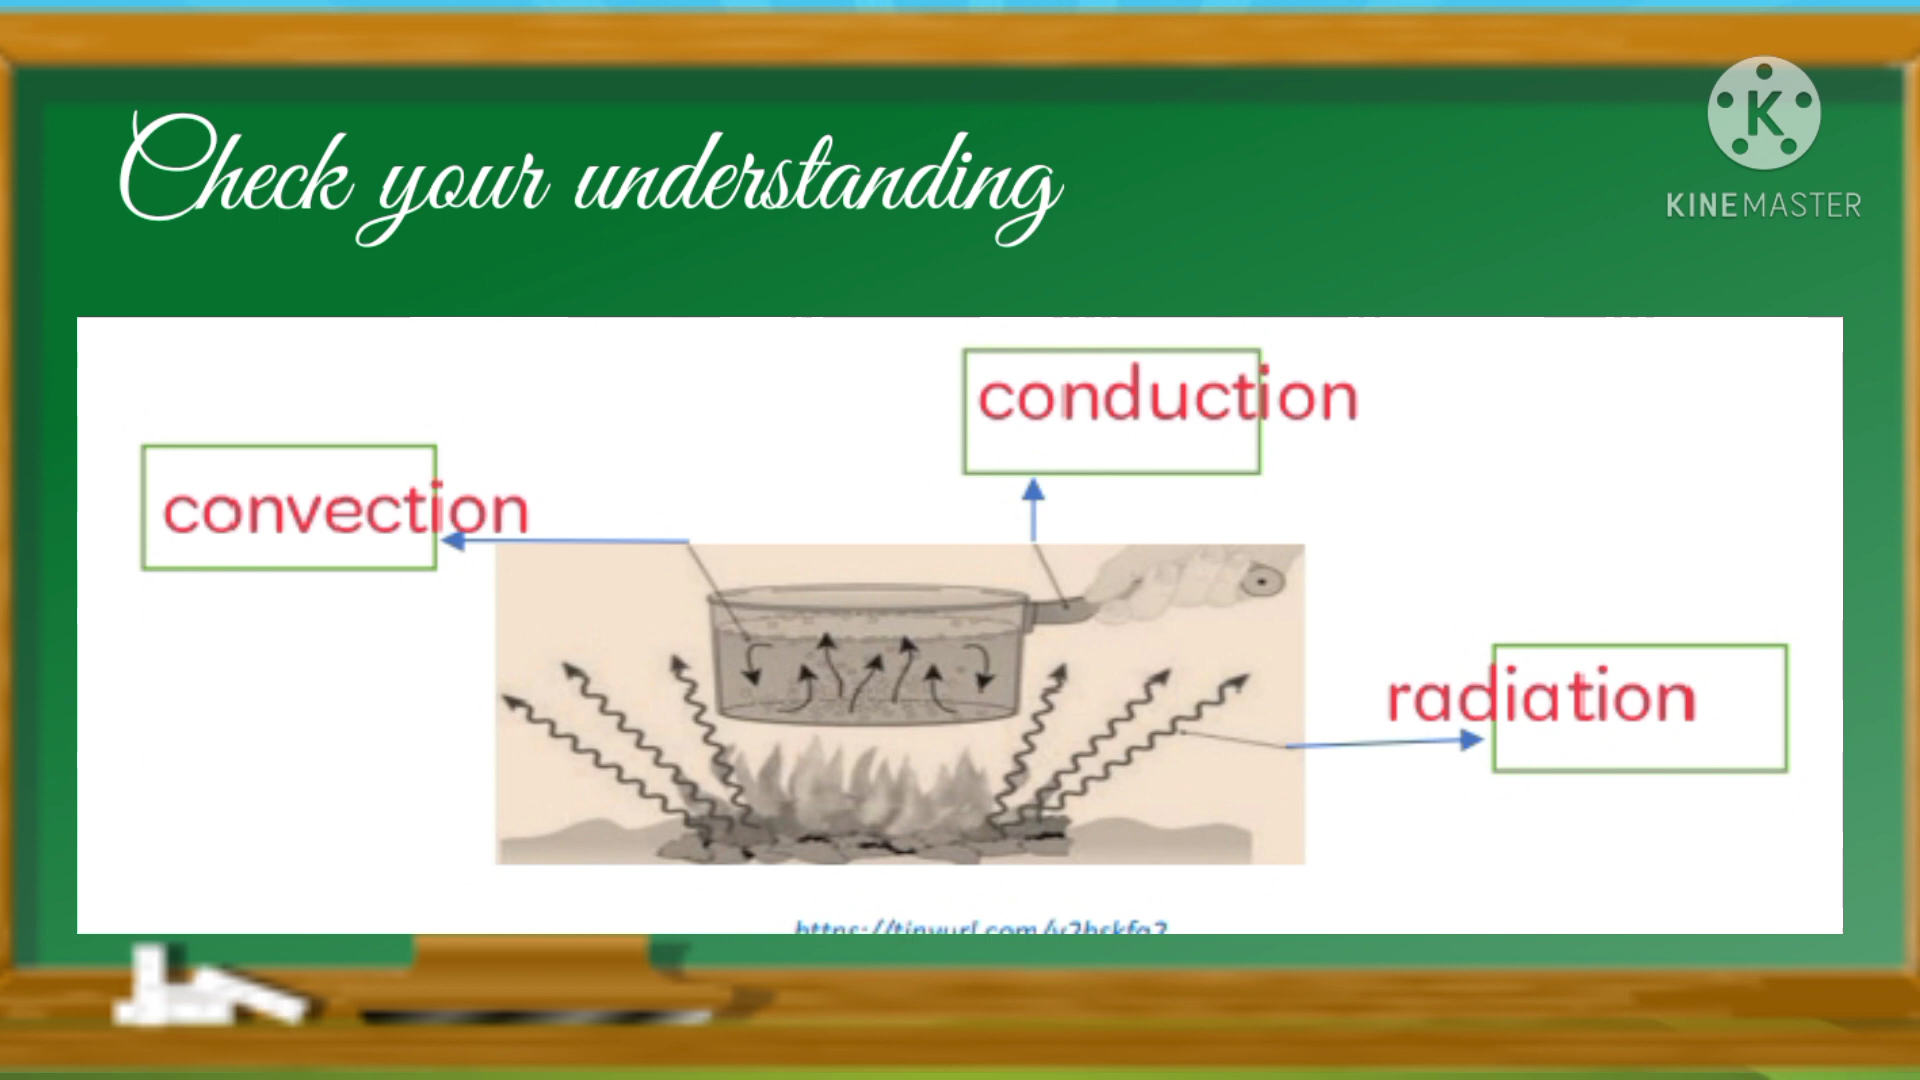 Check your understanding
K
KINEMASTER
conduction
convection
radiation